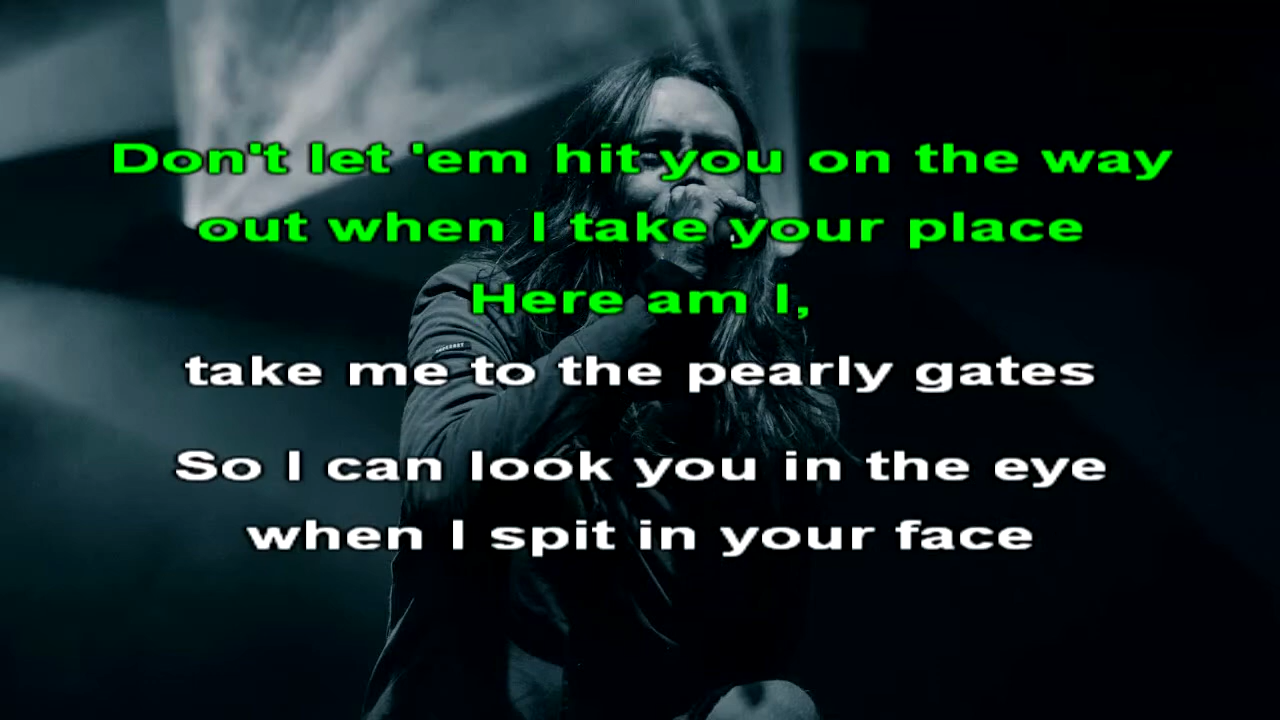 Don't let 'em hit you on the way
out when I take your place
Here am I,
take me to the pearly gates
So I can look you in the eye
when I spit in your face